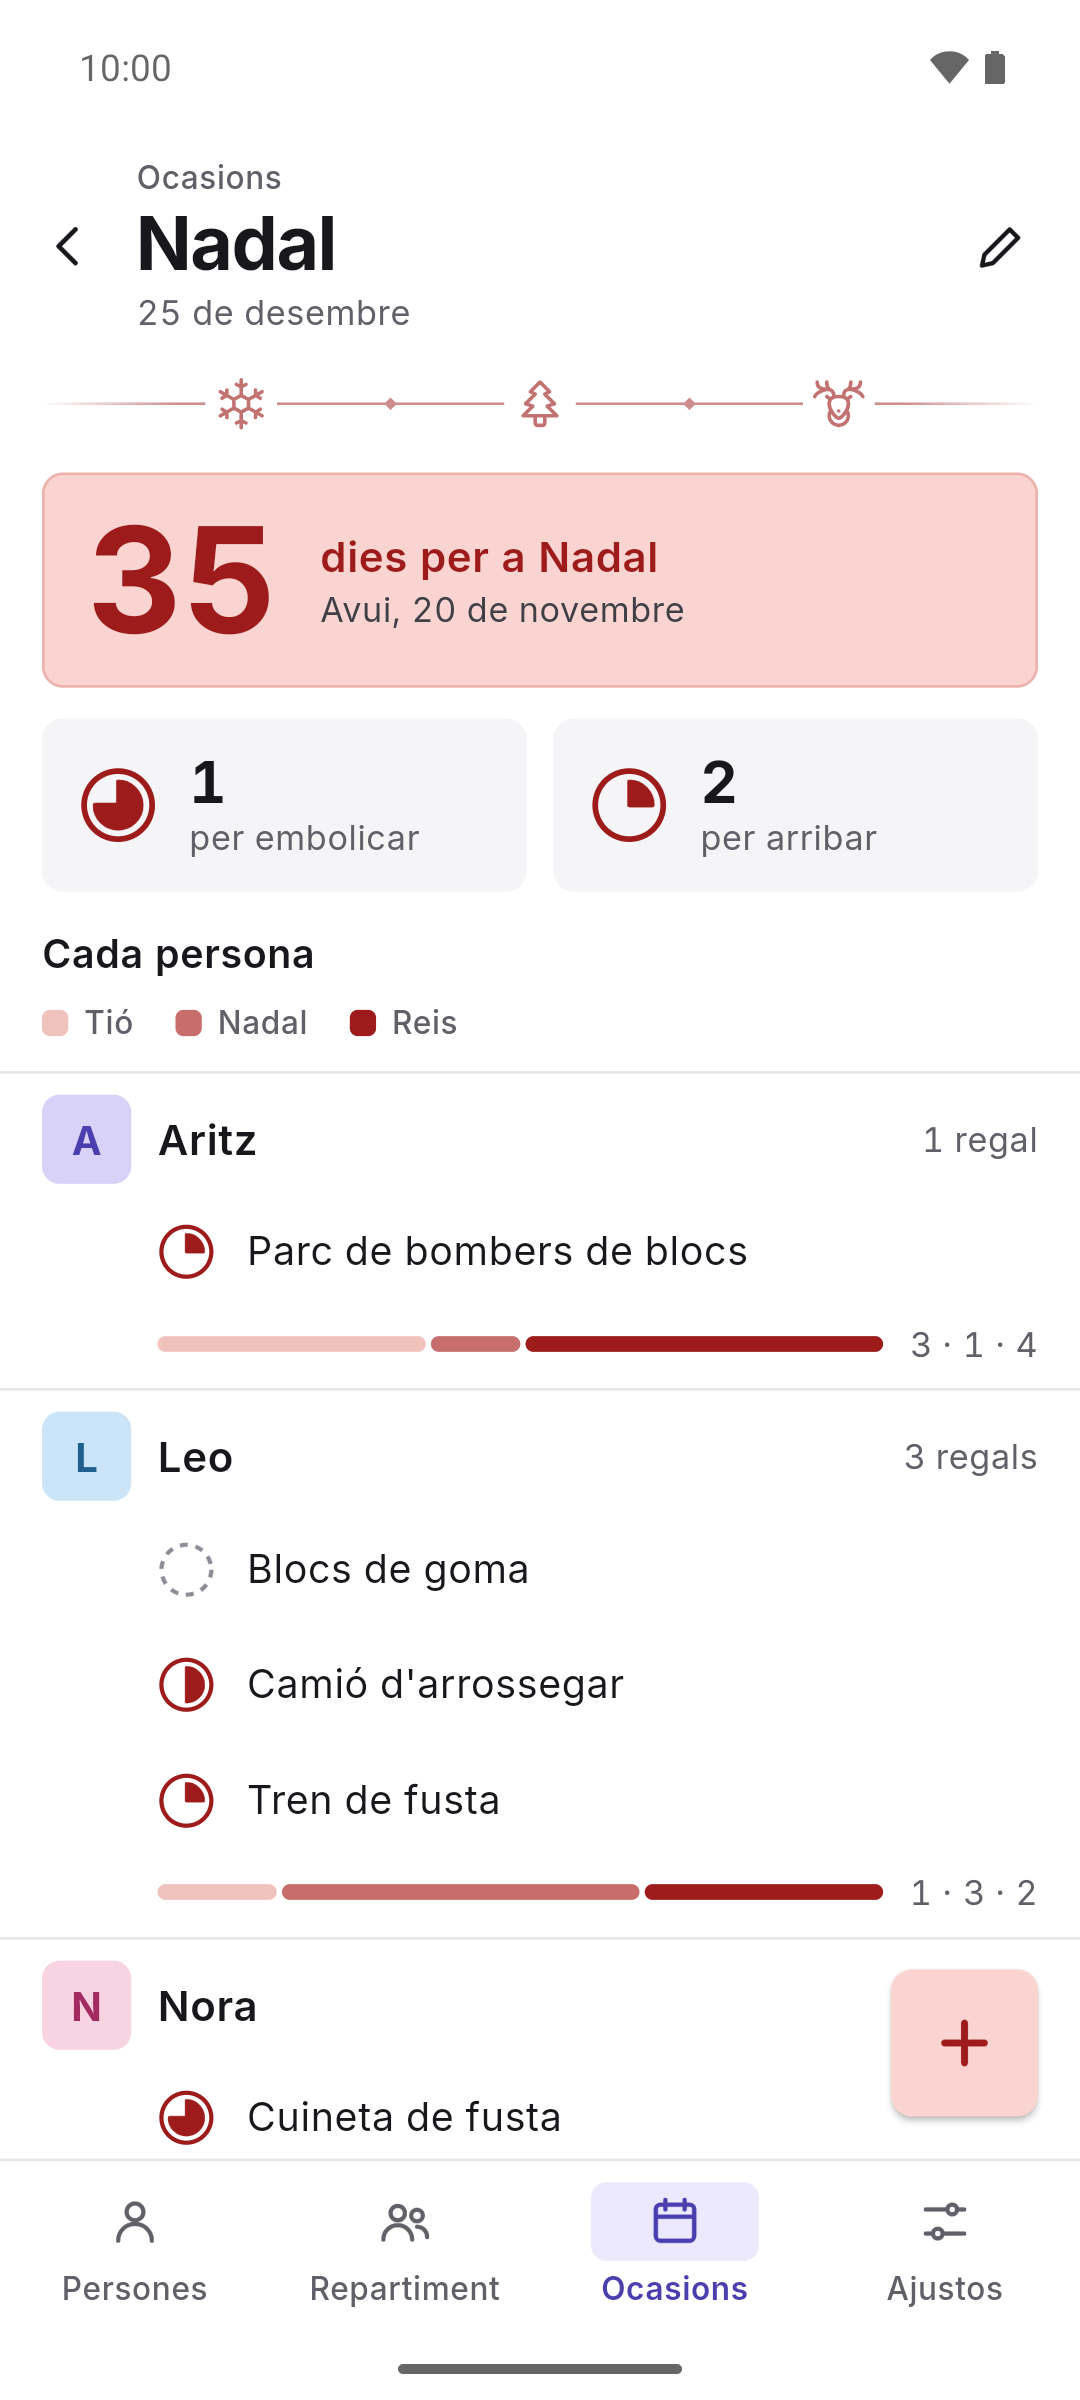 10:00
Ocasions
Nadal
25 de desembre
35
dies per a Nadal
Avui, 20 de novembre
1
per embolicar
2
per arribar
Cada persona
Tió
Nadal
Reis
A
Aritz
1 regal
Parc de bombers de blocs
3 · 1 · 4
L
Leo
3 regals
Blocs de goma
Camió d'arrossegar
Tren de fusta
1 · 3 · 2
N
Nora
Cuineta de fusta
Persones
Repartiment
Ocasions
Ajustos